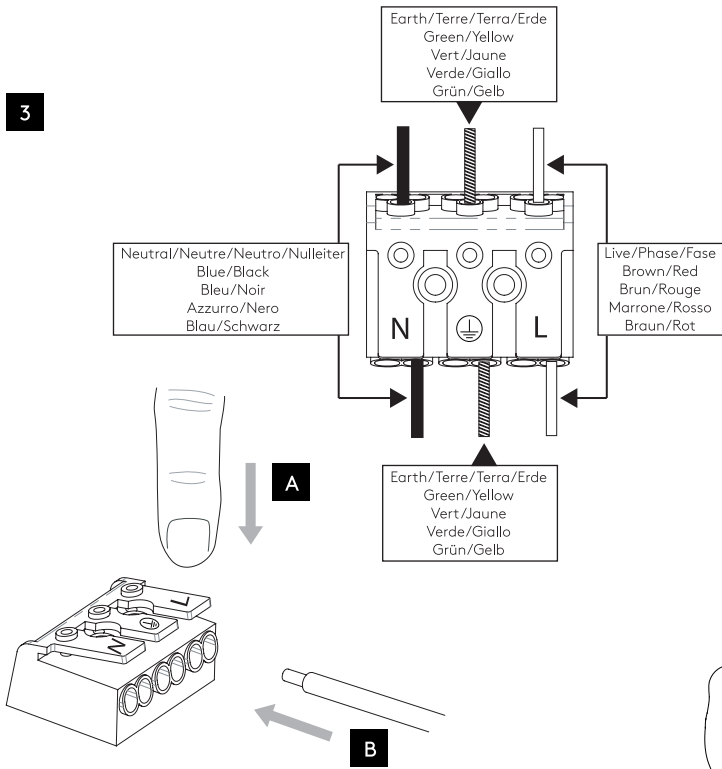 3
Earth/Terre/Terra/Erde
Green/Yellow
Vert/Jaune
Verde/Giallo
Grün/Gelb
Neutral/Neutre/Neutro/Nulleiter
Blue/Black
Bleu/Noir
Azzurro/Nero
Blau/Schwarz
Live/Phase/Fase
Brown/Red
Brun/Rouge
Marrone/Rosso
Braun/Rot
N
L
Earth/Terre/Terra/Erde
Green/Yellow
Vert/Jaune
Verde/Giallo
Grün/Gelb
A
L
N
B